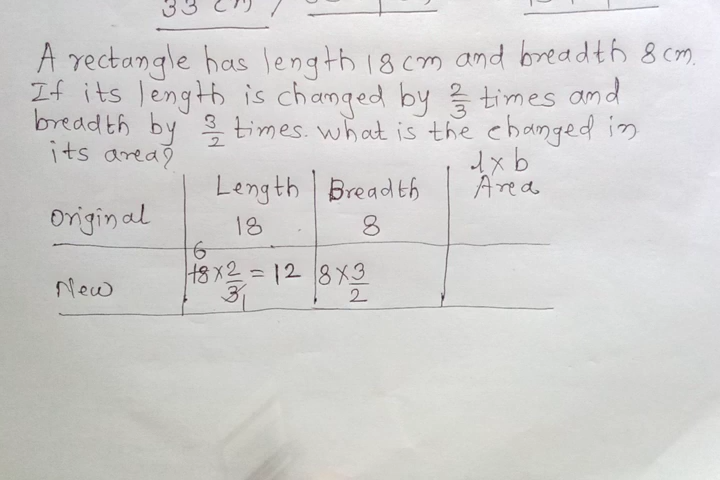 33 cm /
A rectangle has length 18 cm and breadth 8 cm.
If its length is changed by 2/3 times and
breadth by 3/2 times. what is the changed in
its area?
l x b
Length Breadth Area
Original 18 8
6
New 18 x 2/3 = 12 8 x 3/2
1